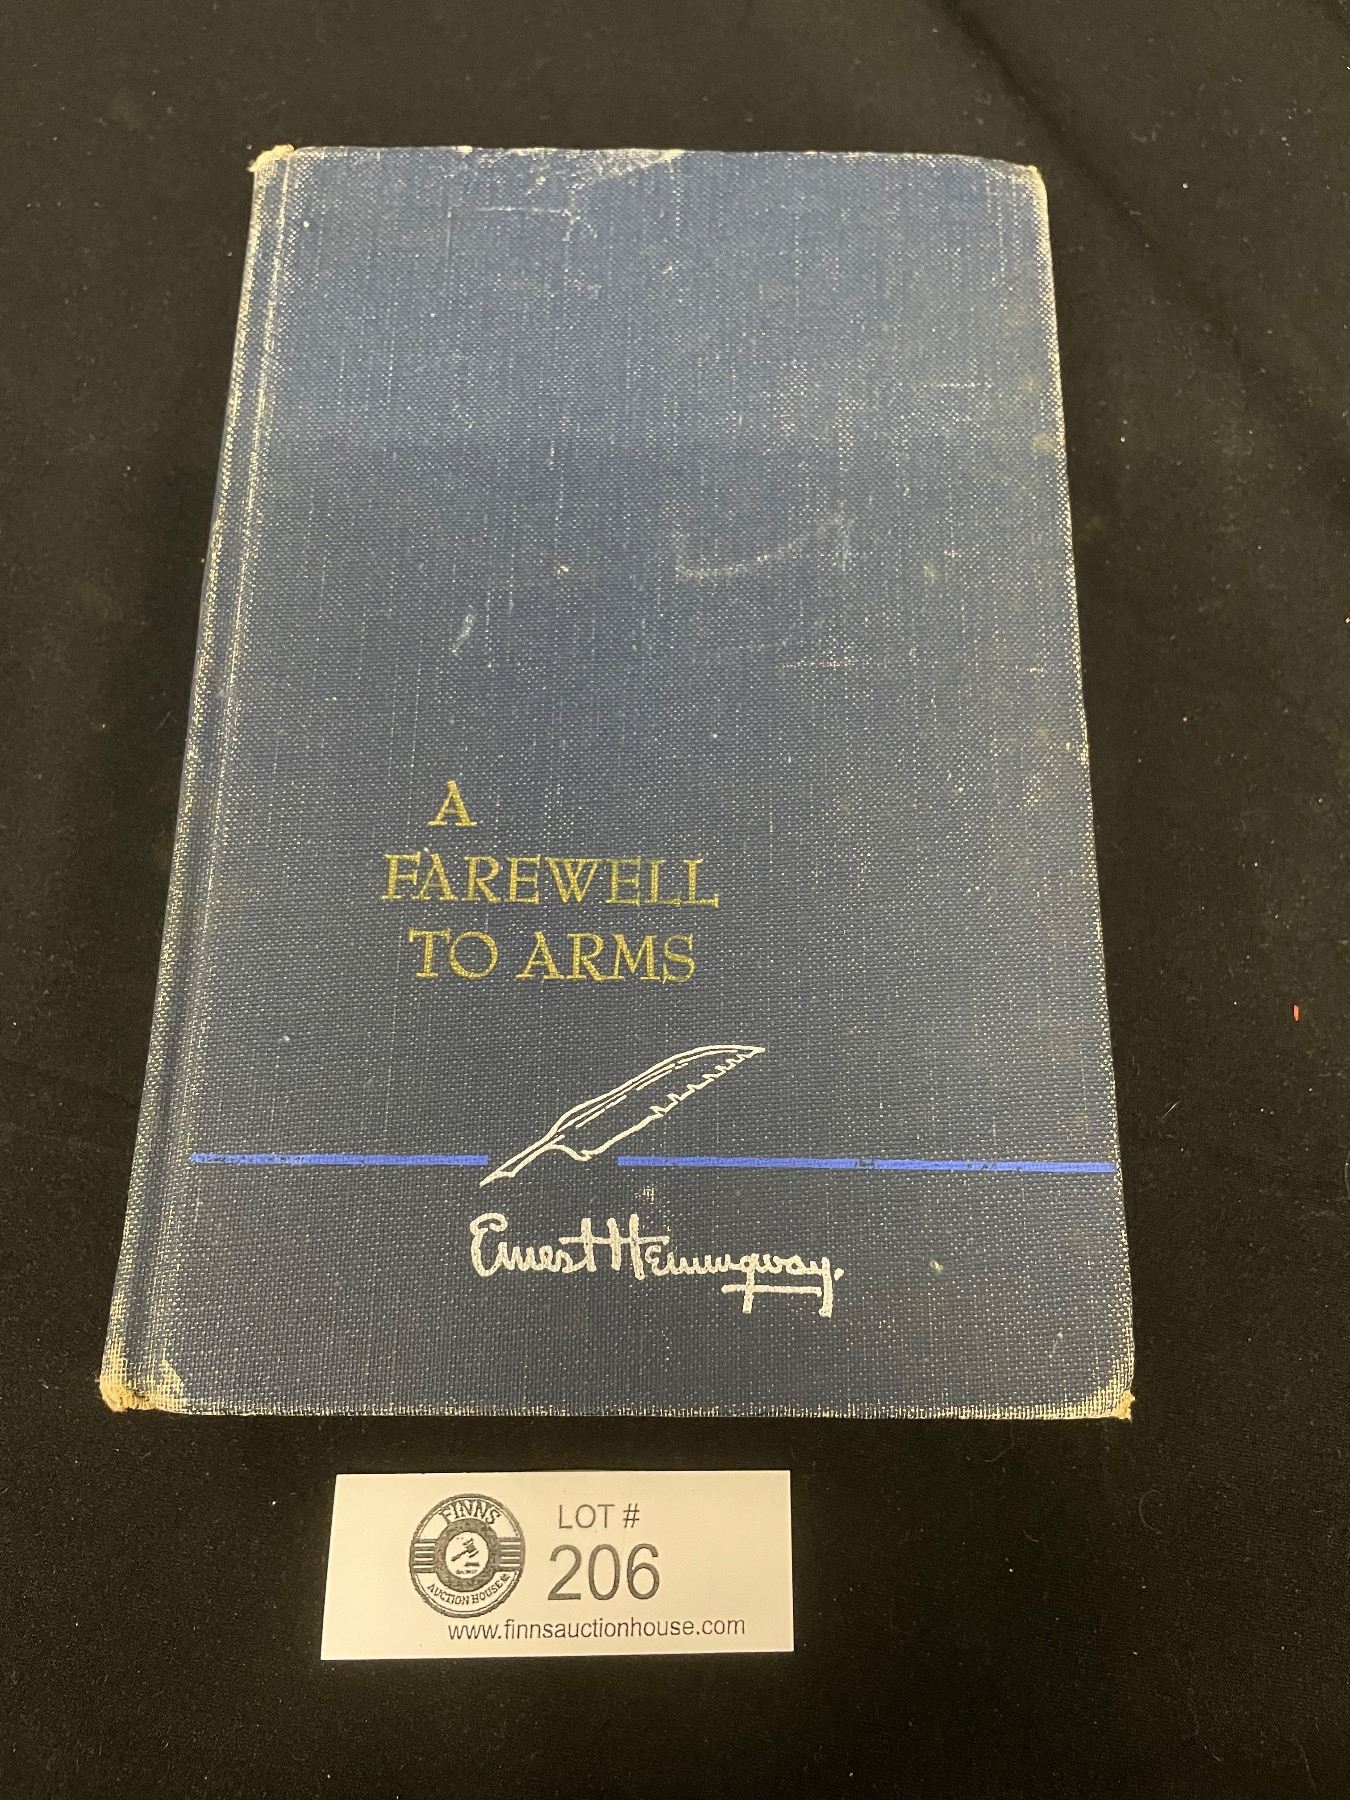 A
FAREWELL
TO ARMS
Ernest Hemingway.
FINNS
AUCTION HOUSE
LOT #
206
www.finnsauctionhouse.com